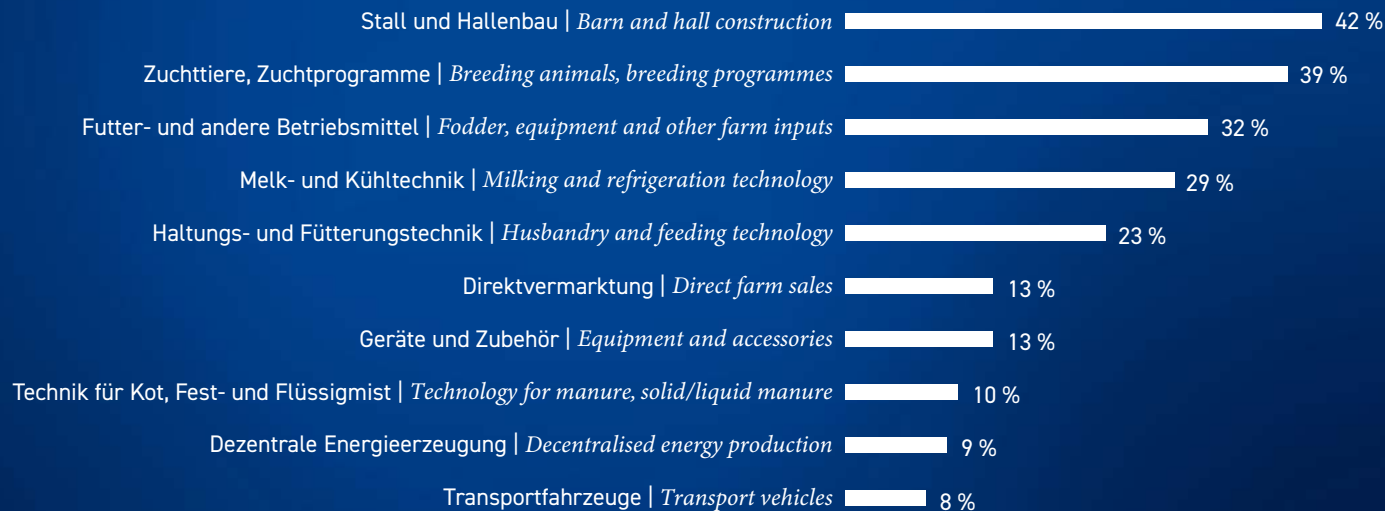 Stall und Hallenbau | Barn and hall construction 42 %
Zuchttiere, Zuchtprogramme | Breeding animals, breeding programmes 39 %
Futter- und andere Betriebsmittel | Fodder, equipment and other farm inputs 32 %
Melk- und Kühltechnik | Milking and refrigeration technology 29 %
Haltungs- und Fütterungstechnik | Husbandry and feeding technology 23 %
Direktvermarktung | Direct farm sales 13 %
Geräte und Zubehör | Equipment and accessories 13 %
Technik für Kot, Fest- und Flüssigmist | Technology for manure, solid/liquid manure 10 %
Dezentrale Energieerzeugung | Decentralised energy production 9 %
Transportfahrzeuge | Transport vehicles 8 %